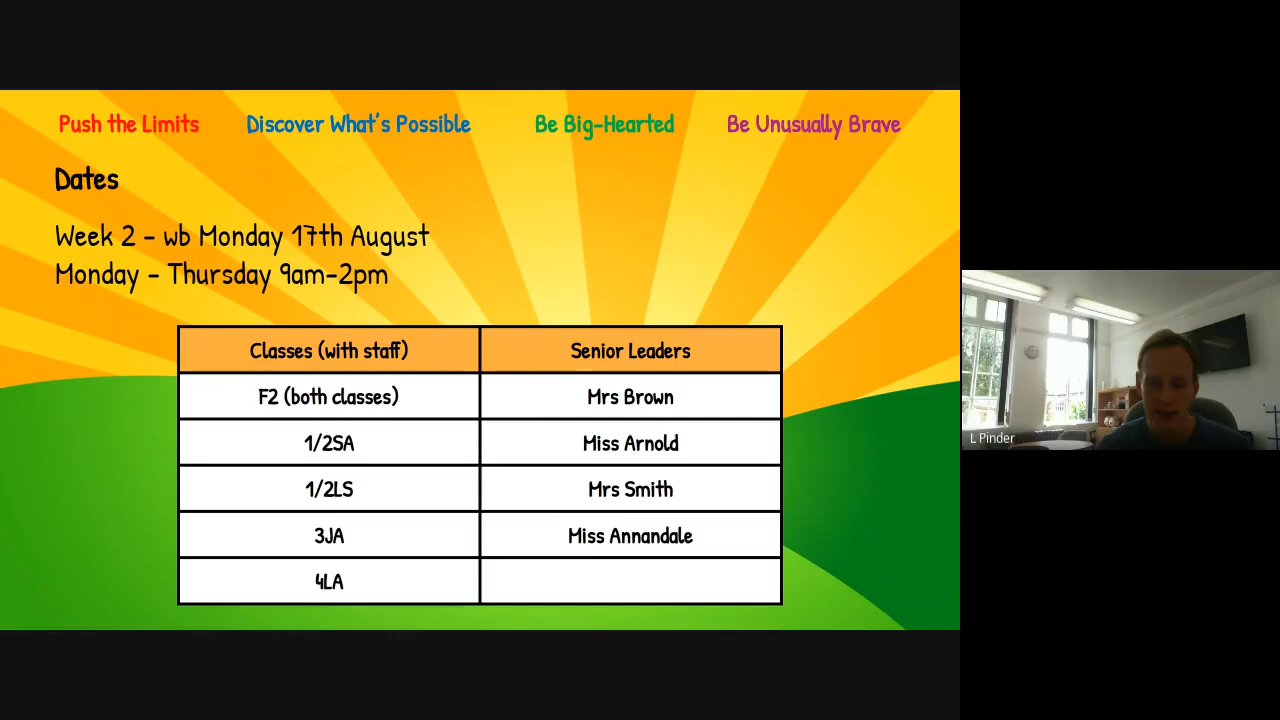 Push the Limits Discover What's Possible Be Big-Hearted Be Unusually Brave
Dates
Week 2 - wb Monday 17th August
Monday - Thursday 9am-2pm
Classes (with staff) Senior Leaders
F2 (both classes) Mrs Brown
1/2SA Miss Arnold
1/2LS Mrs Smith
3JA Miss Annandale
4LA
L Pinder